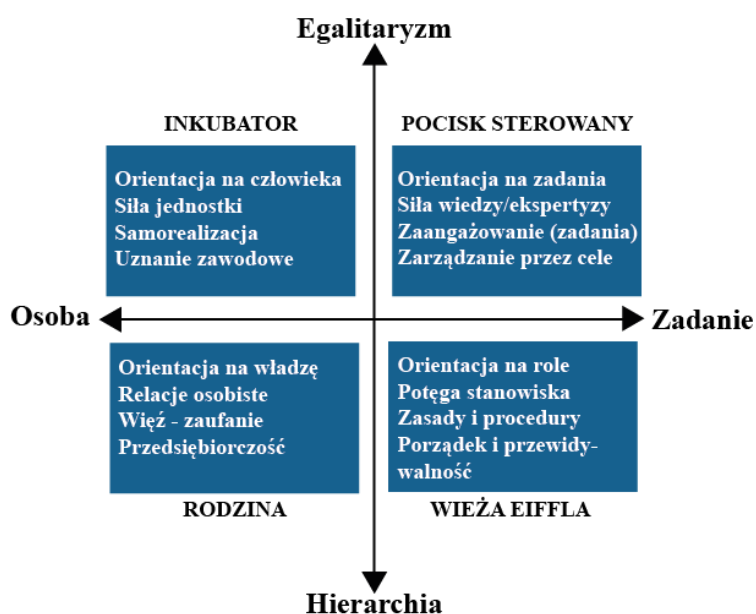 Egalitaryzm
INKUBATOR
Orientacja na człowieka
Siła jednostki
Samorealizacja
Uznanie zawodowe
POCISK STEROWANY
Orientacja na zadania
Siła wiedzy/ekspertyzy
Zaangażowanie (zadania)
Zarządzanie przez cele
Osoba
Zadanie
Orientacja na władzę
Relacje osobiste
Więź - zaufanie
Przedsiębiorczość
RODZINA
Orientacja na role
Potęga stanowiska
Zasady i procedury
Porządek i przewidy-
walność
WIEŻA EIFFLA
Hierarchia